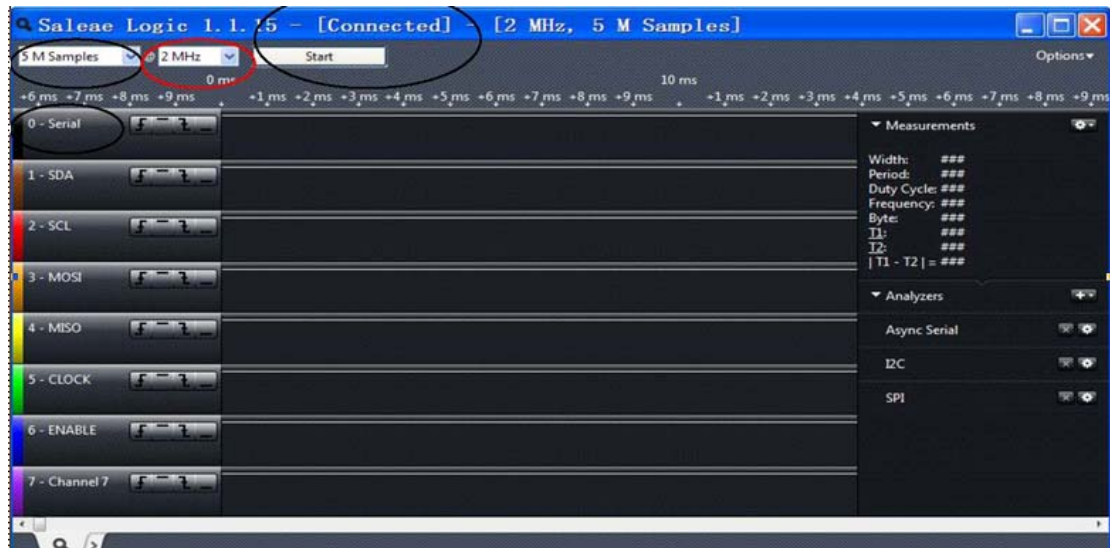 Saleae Logic 1.1.15 - [Connected] - [2 MHz, 5 M Samples]
5 M Samples @ 2 MHz Start Options
0 ms 10 ms
+6 ms +7 ms +8 ms +9 ms +1 ms +2 ms +3 ms +4 ms +5 ms +6 ms +7 ms +8 ms +9 ms +1 ms +2 ms +3 ms +4 ms +5 ms +6 ms +7 ms +8 ms +9 ms
0 - Serial
1 - SDA
2 - SCL
3 - MOSI
4 - MISO
5 - CLOCK
6 - ENABLE
7 - Channel 7
Measurements
Width: ###
Period: ###
Duty Cycle: ###
Frequency: ###
Byte: ###
T1: ###
T2: ###
| T1 - T2 | = ###
Analyzers
Async Serial
I2C
SPI